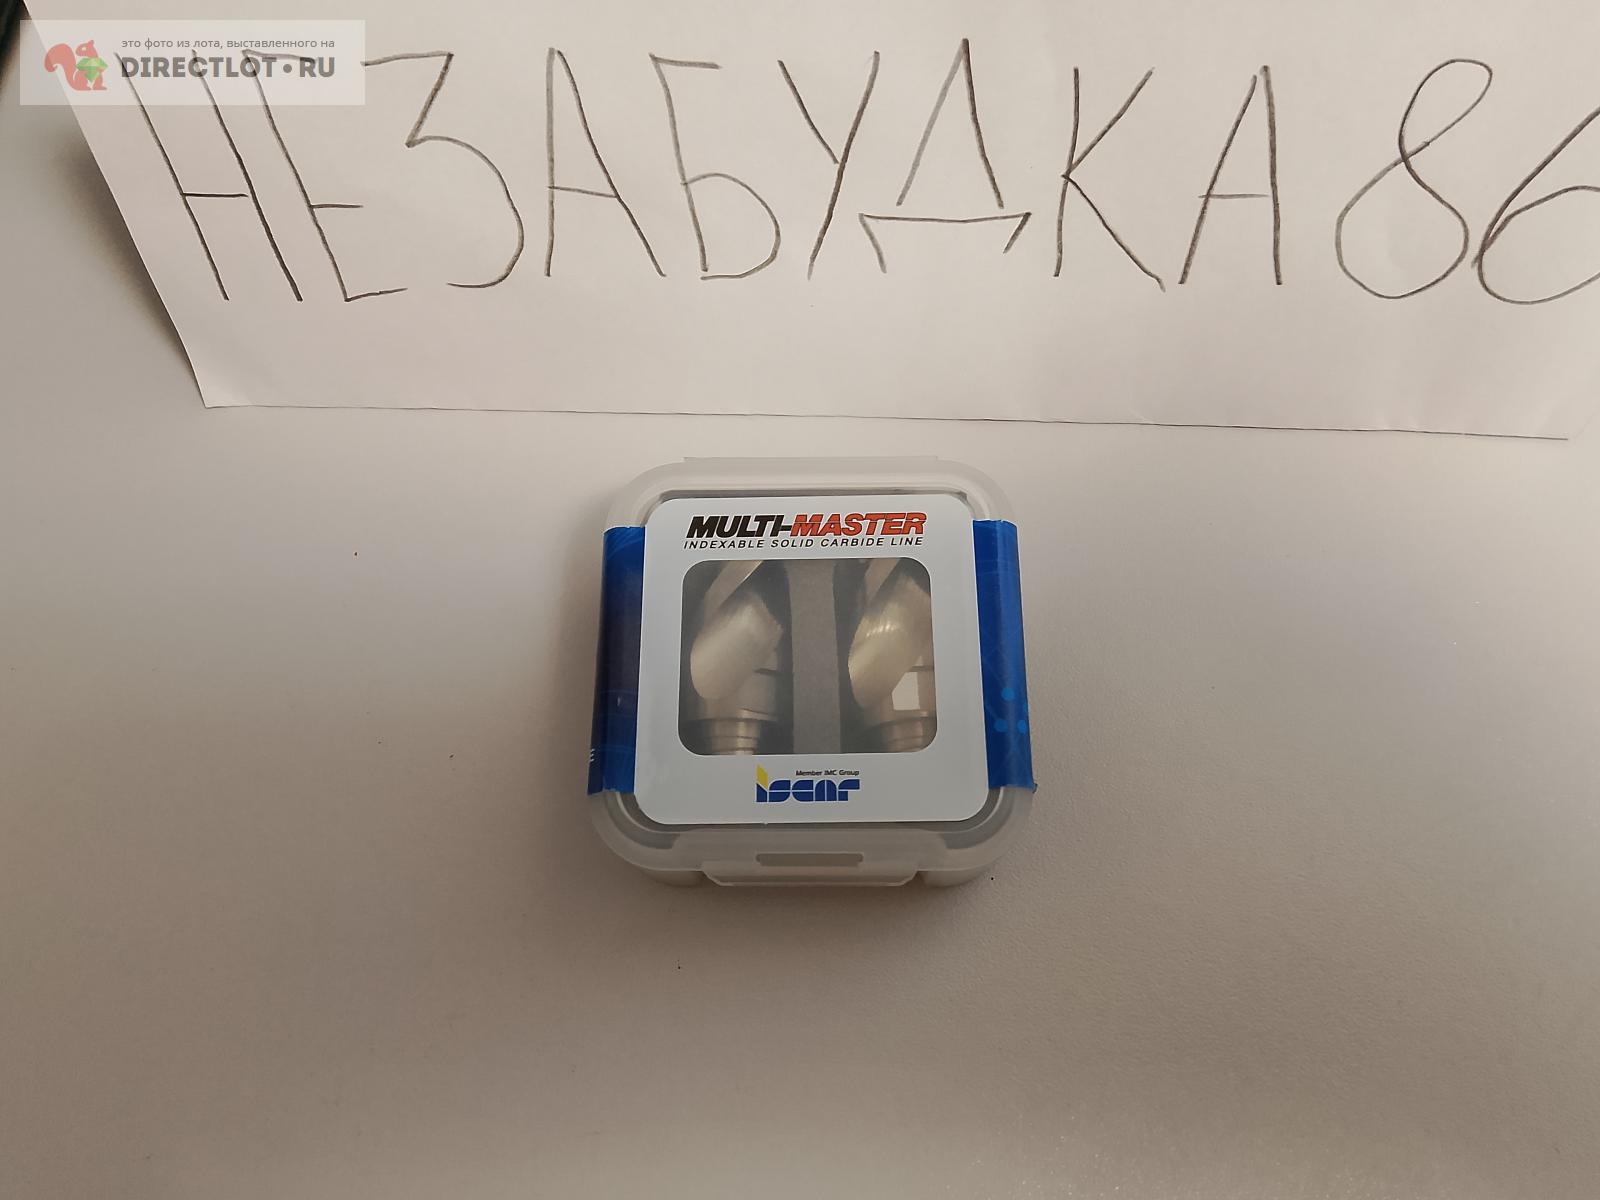 это фото из лота, выставленного на
DIRECTLOT.RU
НЕЗАБУДКА86
MULTI-MASTER
INDEXABLE SOLID CARBIDE LINE
Member IMC Group
iscar